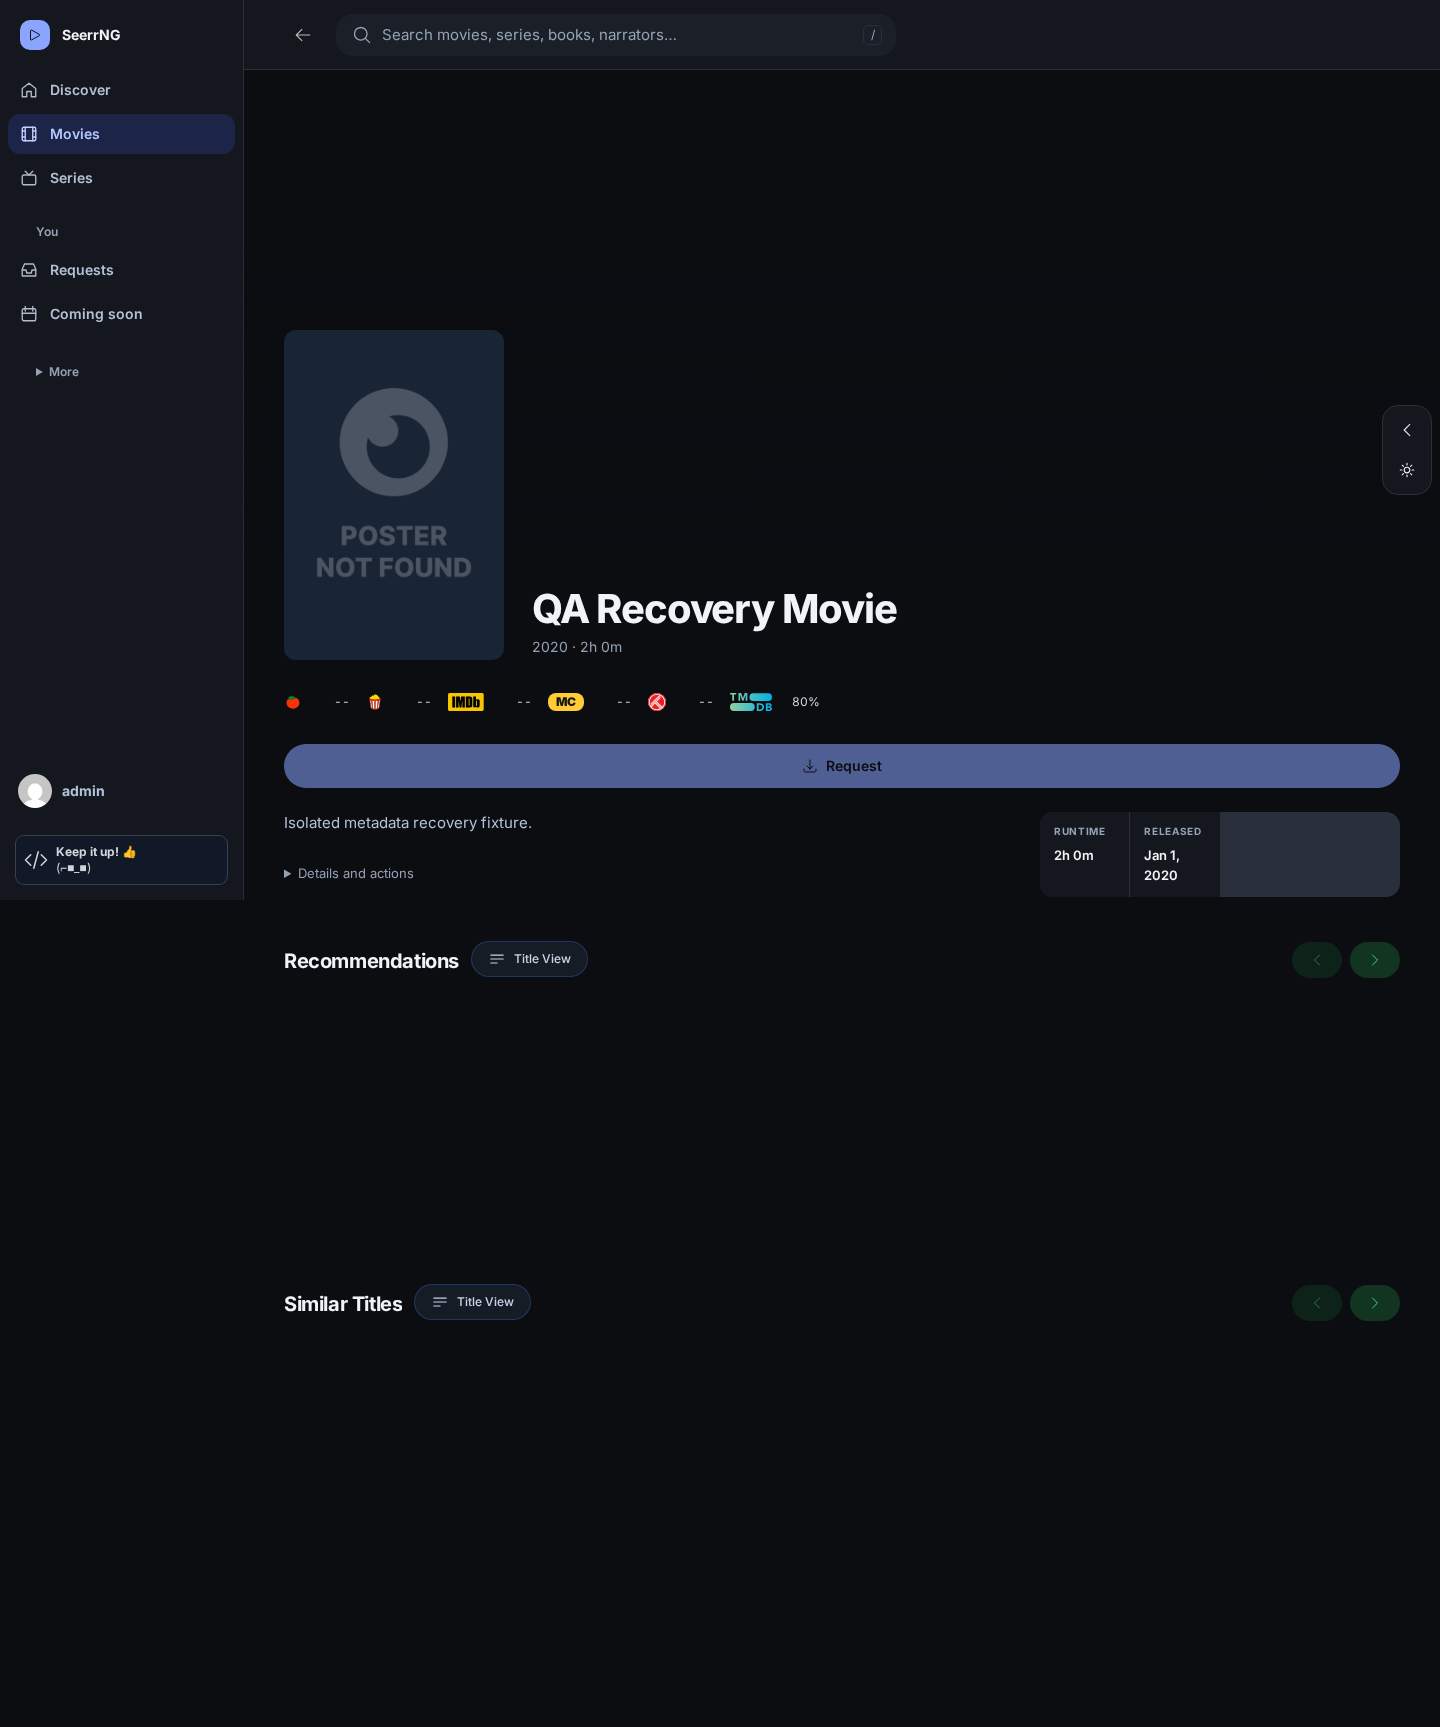 SeerrNG
Search movies, series, books, narrators...
/
Discover
Movies
Series
You
Requests
Coming soon
More
POSTER
NOT FOUND
QA Recovery Movie
2020 · 2h 0m
--
--
IMDb
--
MC
--
--
TMDB
80%
Request
Isolated metadata recovery fixture.
Details and actions
RUNTIME
2h 0m
RELEASED
Jan 1,
2020
admin
Keep it up! 👍
(⌐■_■)
Recommendations
Title View
Similar Titles
Title View